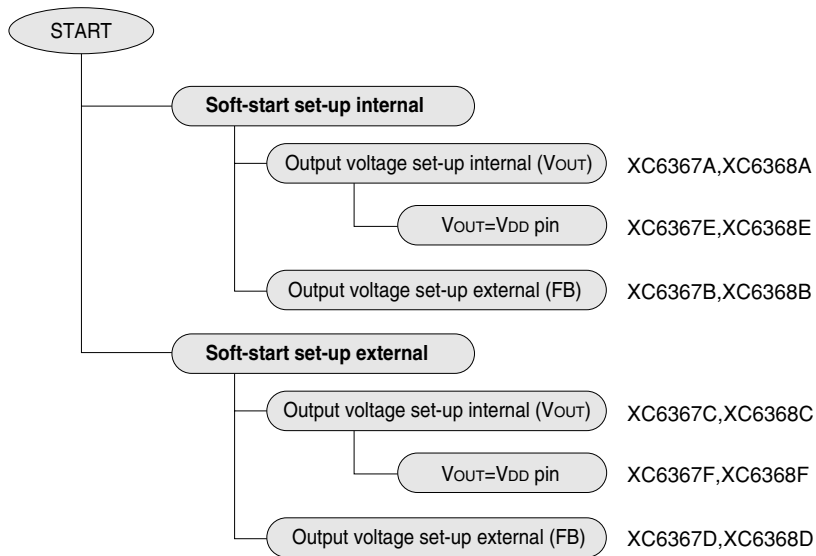 START
Soft-start set-up internal
Output voltage set-up internal (VOUT) XC6367A,XC6368A
VOUT=VDD pin XC6367E,XC6368E
Output voltage set-up external (FB) XC6367B,XC6368B
Soft-start set-up external
Output voltage set-up internal (VOUT) XC6367C,XC6368C
VOUT=VDD pin XC6367F,XC6368F
Output voltage set-up external (FB) XC6367D,XC6368D